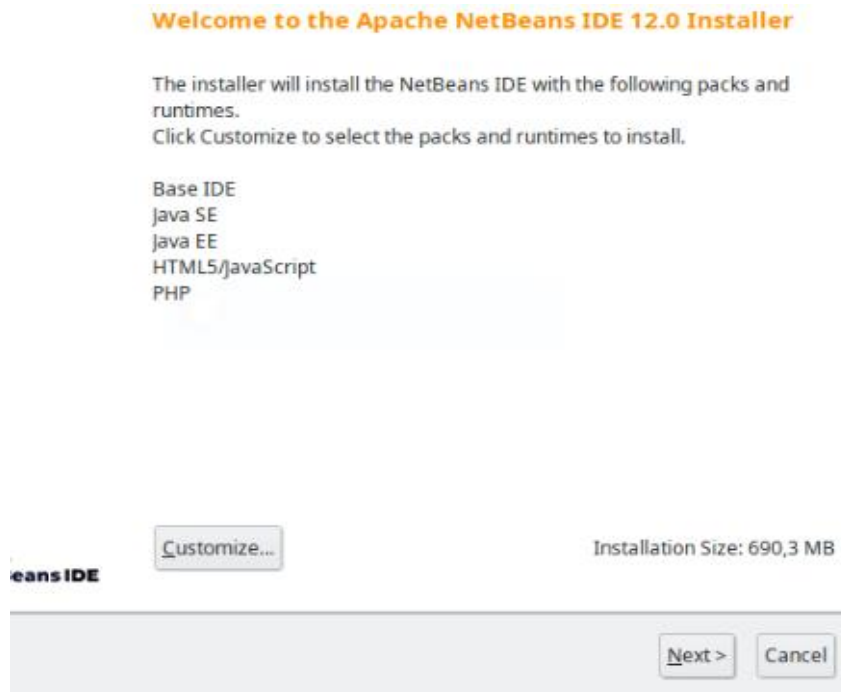 Welcome to the Apache NetBeans IDE 12.0 Installer
The installer will install the NetBeans IDE with the following packs and
runtimes.
Click Customize to select the packs and runtimes to install.
Base IDE
Java SE
Java EE
HTML5/JavaScript
PHP
Customize...
Installation Size: 690,3 MB
eans IDE
Next >
Cancel